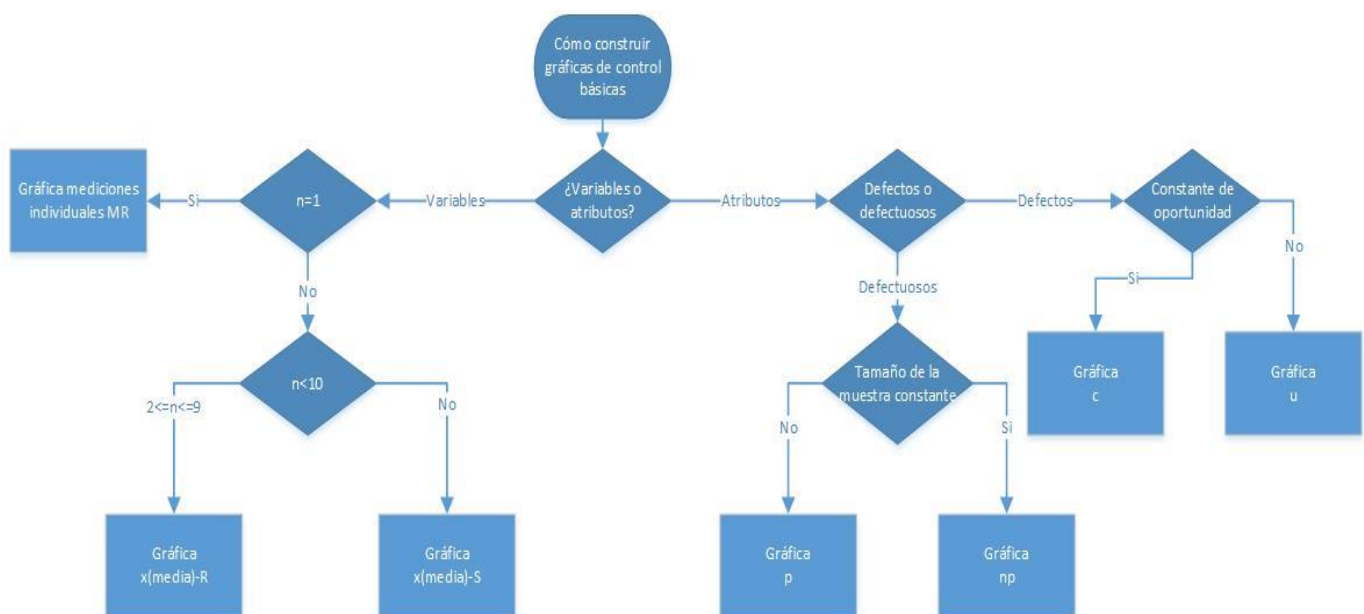 Cómo construir
gráficas de control
básicas
Gráfica mediciones
individuales MR
Si
n=1
Variables
¿Variables o
atributos?
Atributos
Defectos o
defectuosos
Defectos
Constante de
oportunidad
No
No
Defectuosos
Si
2<=n<=9
n<10
No
No
Tamaño de la
muestra constante
Si
Gráfica
c
Gráfica
u
Gráfica
x(media)-R
Gráfica
x(media)-S
Gráfica
p
Gráfica
np